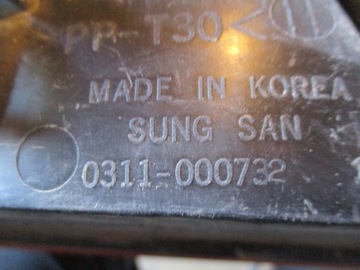 PP-T30
MADE IN KOREA
SUNG SAN
0311-000732